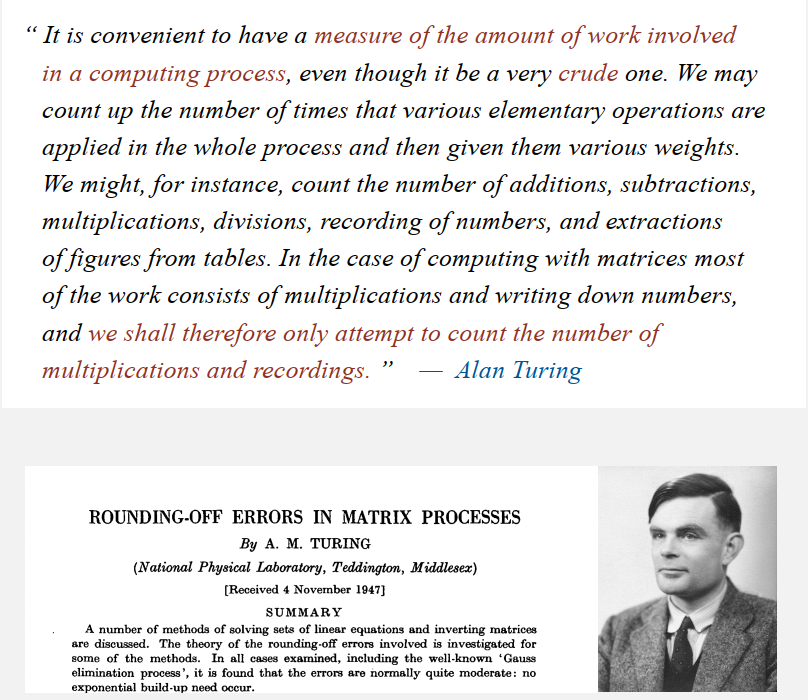 “ It is convenient to have a measure of the amount of work involved
in a computing process, even though it be a very crude one. We may
count up the number of times that various elementary operations are
applied in the whole process and then given them various weights.
We might, for instance, count the number of additions, subtractions,
multiplications, divisions, recording of numbers, and extractions
of figures from tables. In the case of computing with matrices most
of the work consists of multiplications and writing down numbers,
and we shall therefore only attempt to count the number of
multiplications and recordings. ” — Alan Turing
ROUNDING-OFF ERRORS IN MATRIX PROCESSES
By A. M. TURING
(National Physical Laboratory, Teddington, Middlesex)
[Received 4 November 1947]
SUMMARY
A number of methods of solving sets of linear equations and inverting matrices
are discussed. The theory of the rounding-off errors involved is investigated for
some of the methods. In all cases examined, including the well-known ‘Gauss
elimination process’, it is found that the errors are normally quite moderate: no
exponential build-up need occur.